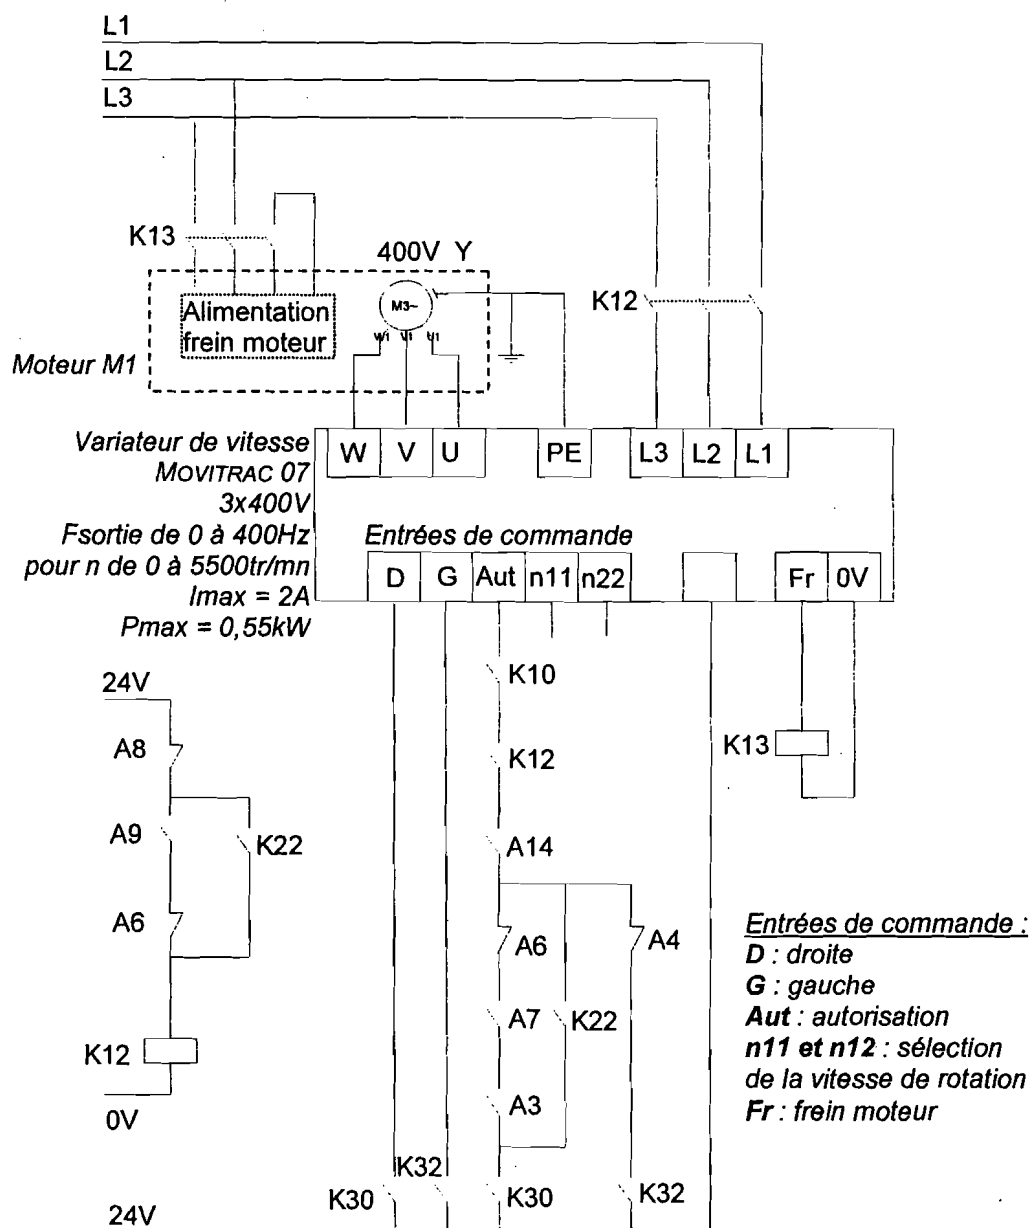 L1
L2
L3
K13
400V Y
Alimentation
frein moteur
M3~
W1 V1 U1
Moteur M1
K12
Variateur de vitesse
MOVITRAC 07
3x400V
Fsortie de 0 à 400Hz
pour n de 0 à 5500tr/mn
Imax = 2A
Pmax = 0,55kW
W V U PE L3 L2 L1
Entrées de commande
D G Aut n11 n22 Fr 0V
24V
A8
A9
K22
A6
K12
0V
K10
K12
A14
A6
A4
A7
K22
A3
K13
Entrées de commande :
D : droite
G : gauche
Aut : autorisation
n11 et n12 : sélection
de la vitesse de rotation
Fr : frein moteur
K30
K32
K30
K32
24V